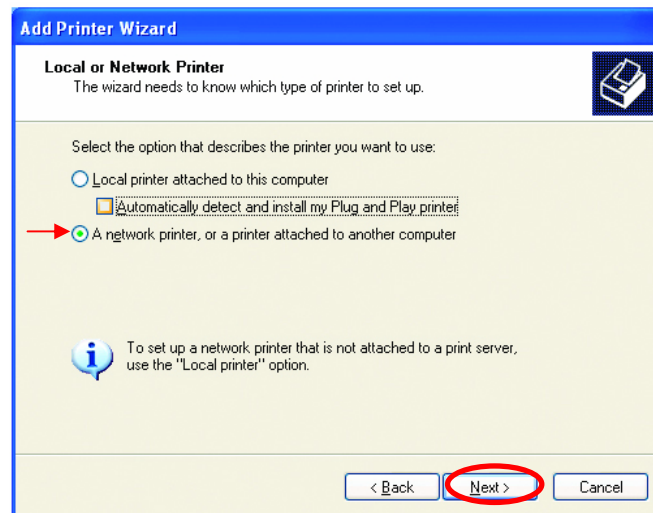 Add Printer Wizard
Local or Network Printer
The wizard needs to know which type of printer to set up.
Select the option that describes the printer you want to use:
Local printer attached to this computer
Automatically detect and install my Plug and Play printer
A network printer, or a printer attached to another computer
To set up a network printer that is not attached to a print server,
use the "Local printer" option.
< Back Next > Cancel